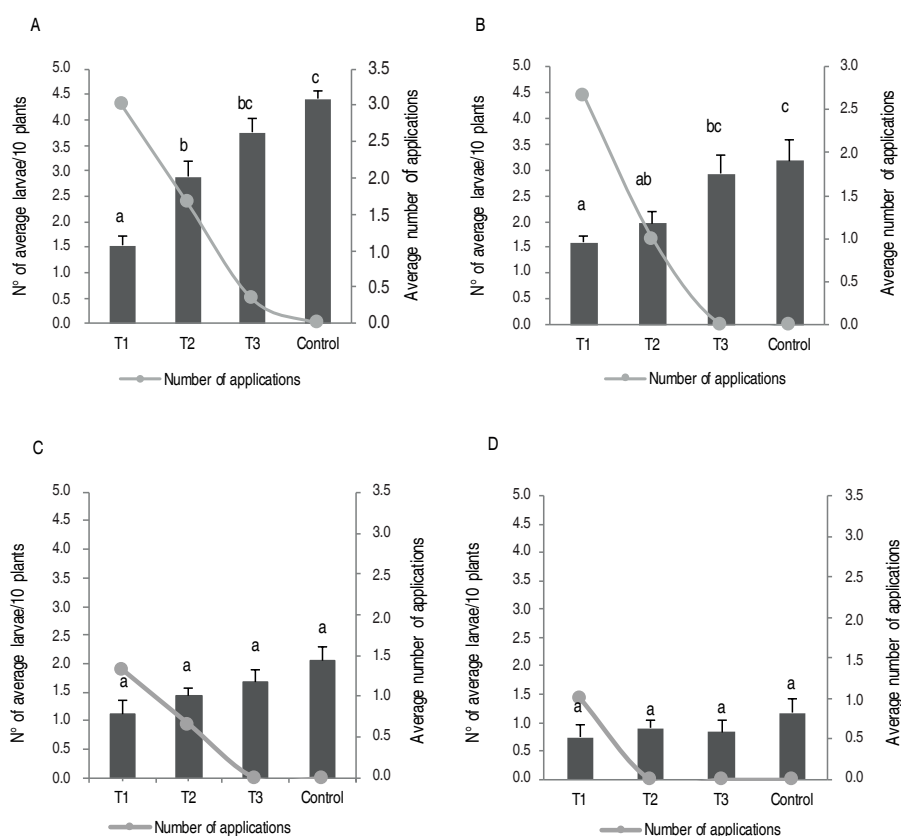 A
N° of average larvae/10 plants
5.0
4.5
4.0
3.5
3.0
2.5
2.0
1.5
1.0
0.5
0.0
a
b
bc
c
3.5
3.0
2.5
2.0
1.5
1.0
0.5
0.0
Average number of applications
T1 T2 T3 Control
Number of applications
B
N° of average larvae/10 plants
5.0
4.5
4.0
3.5
3.0
2.5
2.0
1.5
1.0
0.5
0.0
a
ab
bc
c
3.0
2.5
2.0
1.5
1.0
0.5
0.0
Average number of applications
T1 T2 T3 Control
Number of applications
C
N° of average larvae/10 plants
5.0
4.5
4.0
3.5
3.0
2.5
2.0
1.5
1.0
0.5
0.0
a
a
a
a
3.5
3.0
2.5
2.0
1.5
1.0
0.5
0.0
Average number of applications
T1 T2 T3 Control
Number of applications
D
N° of average larvae/10 plants
5.0
4.5
4.0
3.5
3.0
2.5
2.0
1.5
1.0
0.5
0.0
a
a
a
a
3.5
3.0
2.5
2.0
1.5
1.0
0.5
0.0
Average number of applications
T1 T2 T3 Control
Number of applications